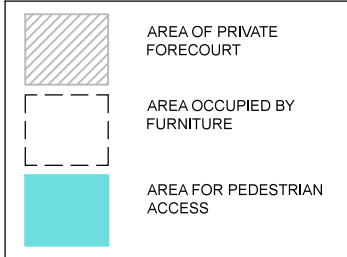 AREA OF PRIVATE
FORECOURT
AREA OCCUPIED BY
FURNITURE
AREA FOR PEDESTRIAN
ACCESS